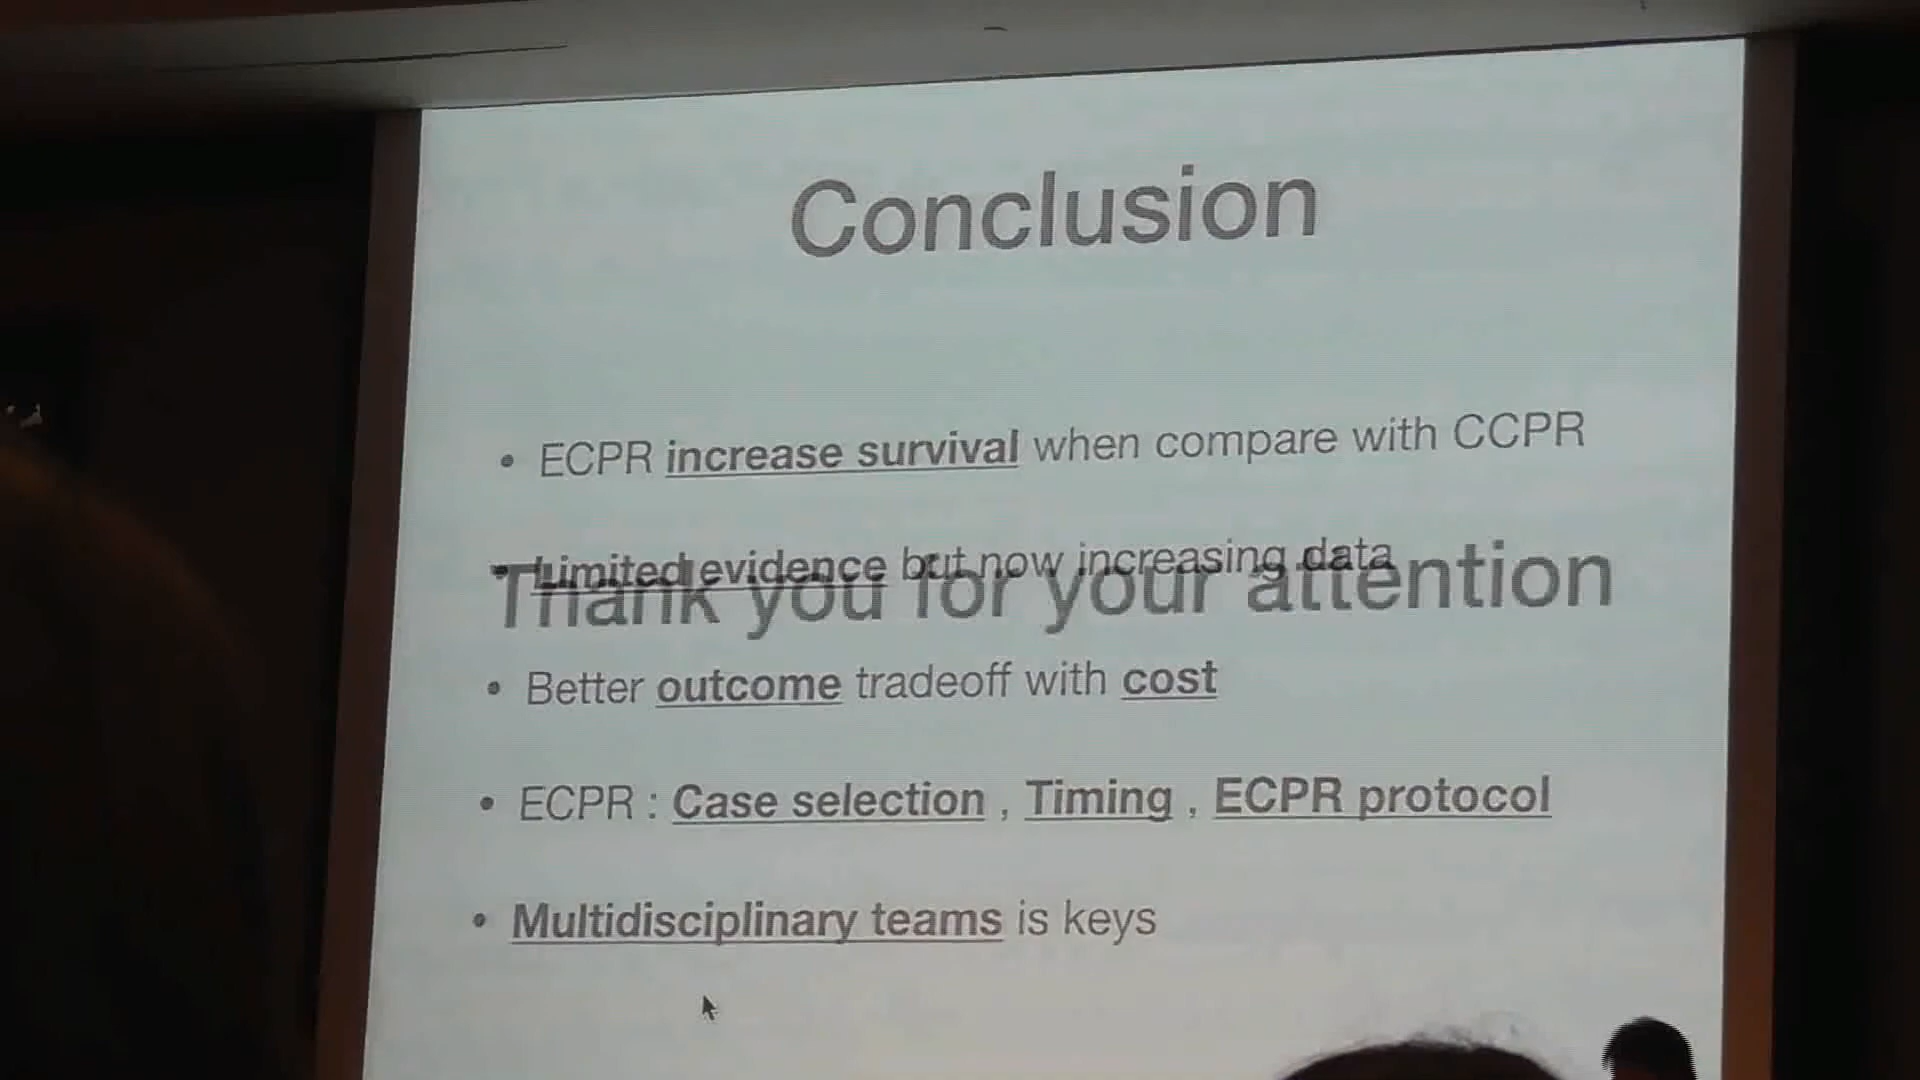 Conclusion
• ECPR increase survival when compare with CCPR
• Limited evidence but now increasing data
Thank you for your attention
• Better outcome tradeoff with cost
• ECPR : Case selection , Timing , ECPR protocol
• Multidisciplinary teams is keys